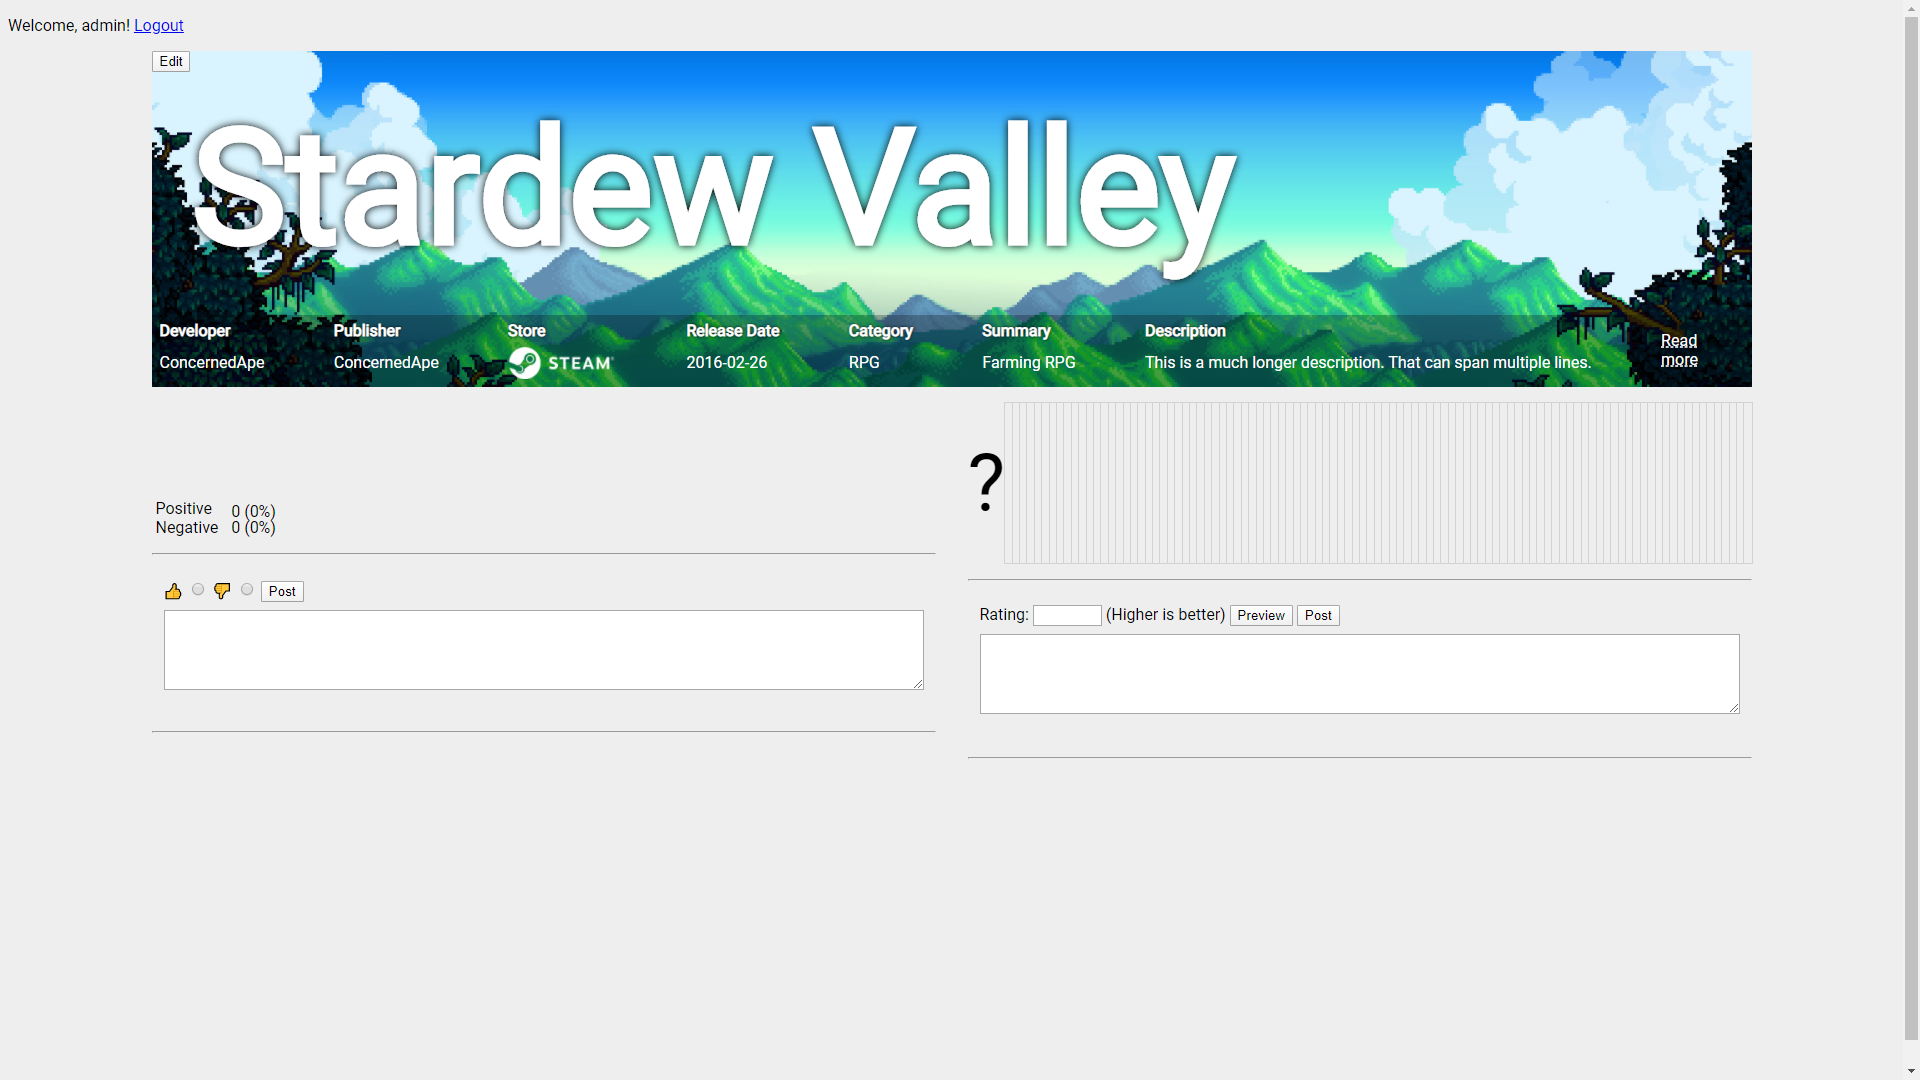 Welcome, admin! Logout
Edit
Stardew Valley
Developer Publisher Store Release Date Category Summary Description
ConcernedApe ConcernedApe STEAM 2016-02-26 RPG Farming RPG This is a much longer description. That can span multiple lines.
Read
more
?
Positive 0 (0%)
Negative 0 (0%)
Post
Rating: (Higher is better) Preview Post